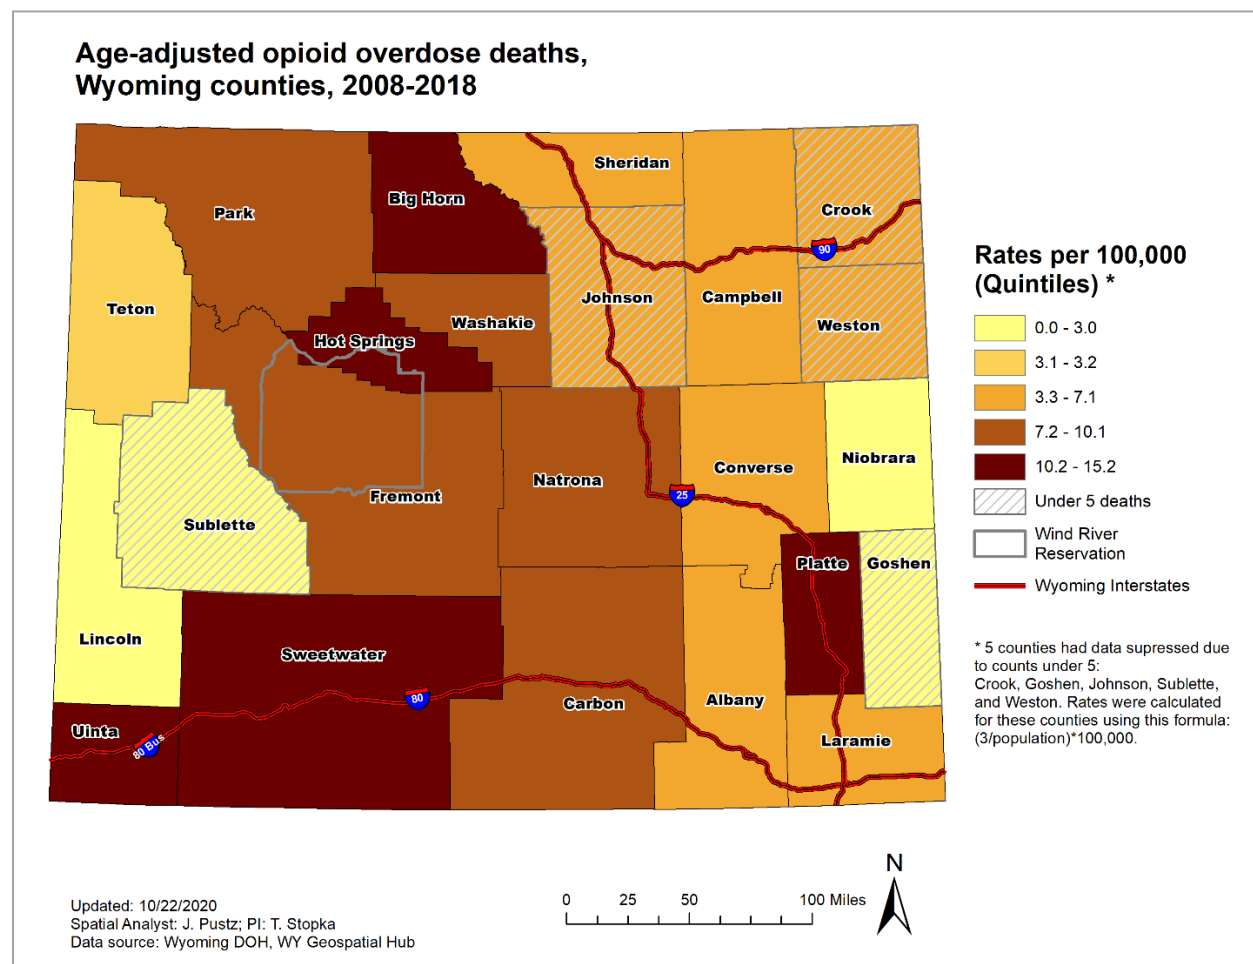 Age-adjusted opioid overdose deaths,
Wyoming counties, 2008-2018
Sheridan
Big Horn
Park
Crook
90
Teton
Johnson
Campbell
Weston
Washakie
Hot Springs
Niobrara
Converse
Natrona
25
Fremont
Sublette
Platte
Goshen
Lincoln
Sweetwater
80
Carbon
Albany
Uinta
80 Bus
Laramie
Rates per 100,000
(Quintiles) *
0.0 - 3.0
3.1 - 3.2
3.3 - 7.1
7.2 - 10.1
10.2 - 15.2
Under 5 deaths
Wind River
Reservation
Wyoming Interstates
* 5 counties had data supressed due
to counts under 5:
Crook, Goshen, Johnson, Sublette,
and Weston. Rates were calculated
for these counties using this formula:
(3/population)*100,000.
N
0 25 50 100 Miles
Updated: 10/22/2020
Spatial Analyst: J. Pustz; PI: T. Stopka
Data source: Wyoming DOH, WY Geospatial Hub